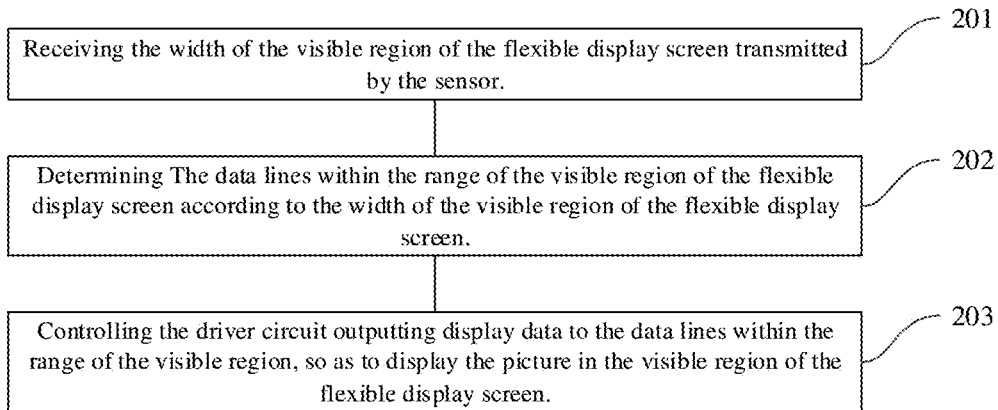 201
Receiving the width of the visible region of the flexible display screen transmitted
by the sensor.
202
Determining The data lines within the range of the visible region of the flexible
display screen according to the width of the visible region of the flexible display
screen.
203
Controlling the driver circuit outputting display data to the data lines within the
range of the visible region, so as to display the picture in the visible region of the
flexible display screen.